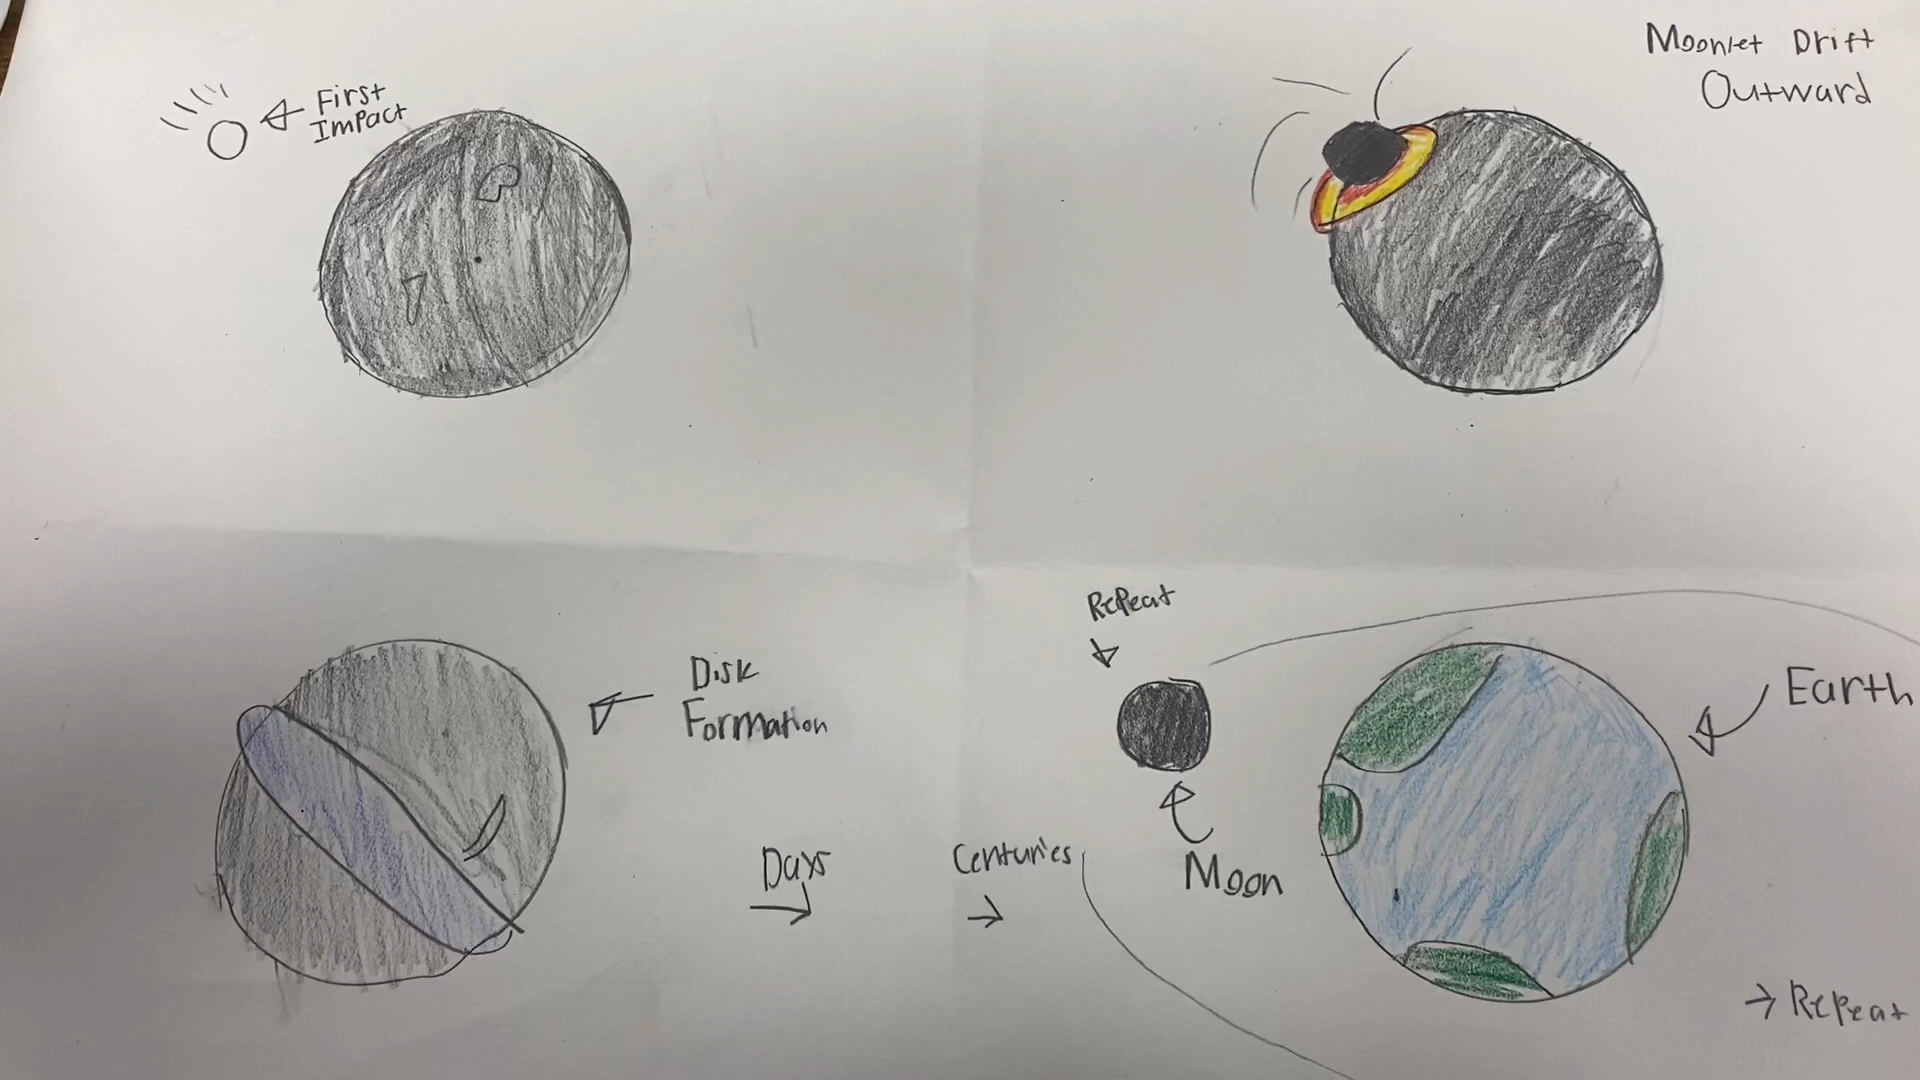 First
Impact
Moonlet Drift
Outward
Disk
Formation
Days
Centuries
Repeat
Moon
Earth
Repeat